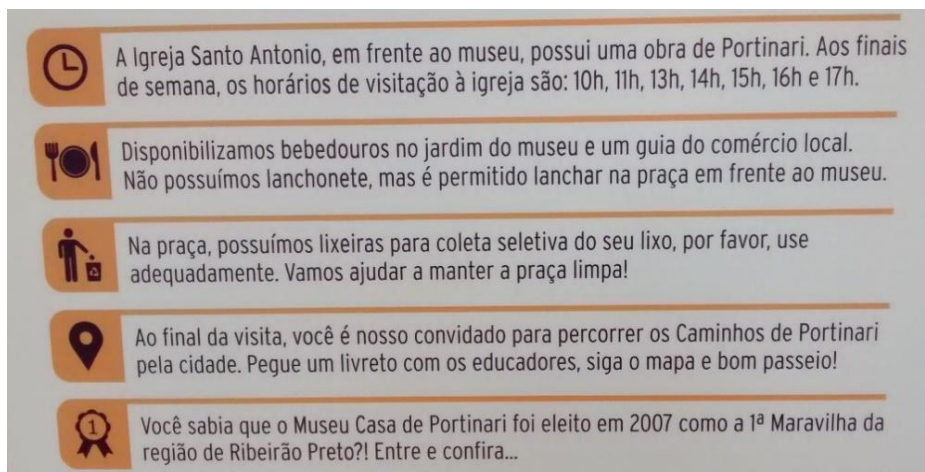 A Igreja Santo Antonio, em frente ao museu, possui uma obra de Portinari. Aos finais
de semana, os horários de visitação à igreja são: 10h, 11h, 13h, 14h, 15h, 16h e 17h.
Disponibilizamos bebedouros no jardim do museu e um guia do comércio local.
Não possuímos lanchonete, mas é permitido lanchar na praça em frente ao museu.
Na praça, possuímos lixeiras para coleta seletiva do seu lixo, por favor, use
adequadamente. Vamos ajudar a manter a praça limpa!
Ao final da visita, você é nosso convidado para percorrer os Caminhos de Portinari
pela cidade. Pegue um livreto com os educadores, siga o mapa e bom passeio!
1
Você sabia que o Museu Casa de Portinari foi eleito em 2007 como a 1ª Maravilha da
região de Ribeirão Preto?! Entre e confira...